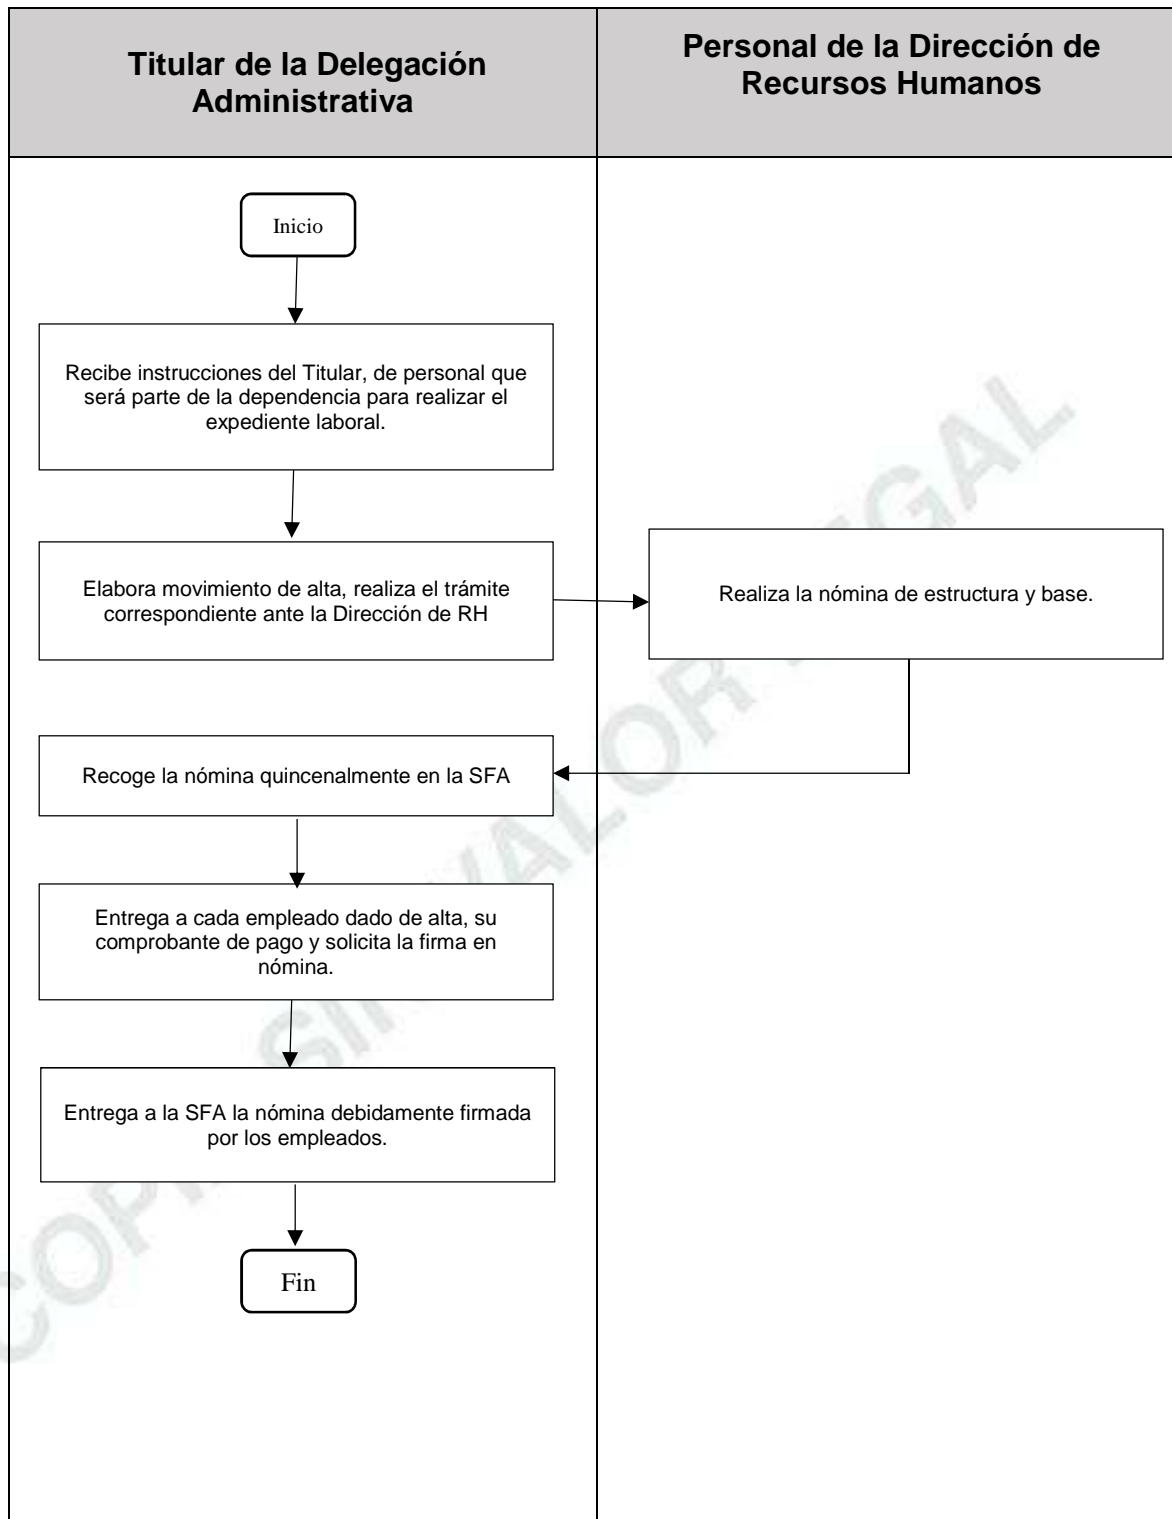 Titular de la Delegación
Administrativa
Personal de la Dirección de
Recursos Humanos
Inicio
Recibe instrucciones del Titular, de personal que
será parte de la dependencia para realizar el
expediente laboral.
Elabora movimiento de alta, realiza el trámite
correspondiente ante la Dirección de RH
Realiza la nómina de estructura y base.
Recoge la nómina quincenalmente en la SFA
Entrega a cada empleado dado de alta, su
comprobante de pago y solicita la firma en
nómina.
Entrega a la SFA la nómina debidamente firmada
por los empleados.
Fin
COPIA SIN VALOR LEGAL